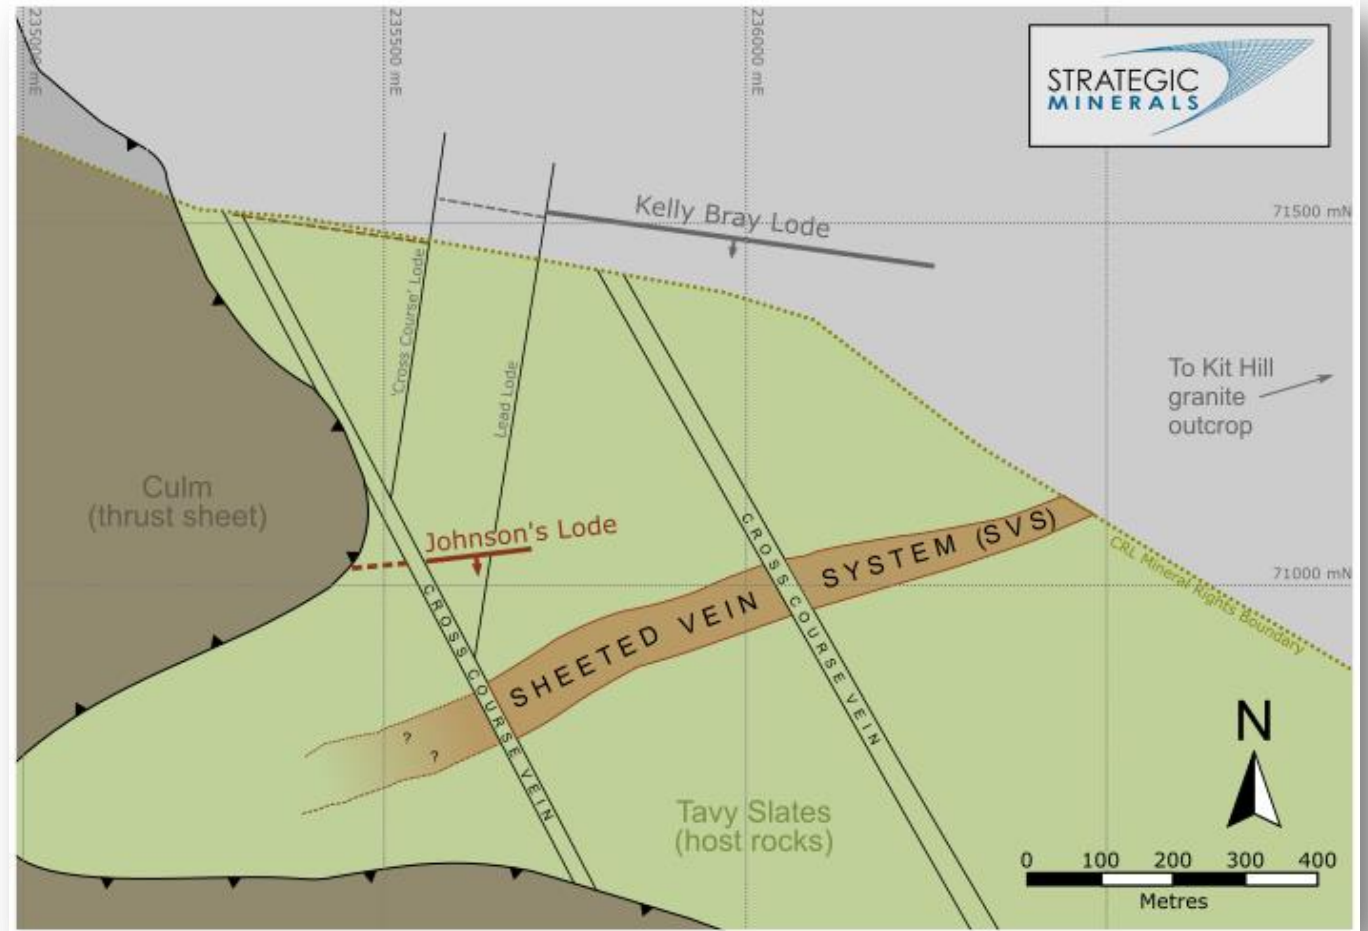 235000 mE
235500 mE
236000 mE
STRATEGIC
MINERALS
Kelly Bray Lode
71500 mN
'Cross Course' Lode
Lead Lode
To Kit Hill
granite
outcrop
Culm
(thrust sheet)
Johnson's Lode
CROSS COURSE VEIN
CROSS COURSE VEIN
SHEETED VEIN SYSTEM (SVS)
CRL Mineral Rights Boundary
71000 mN
?
?
Tavy Slates
(host rocks)
N
0 100 200 300 400
Metres